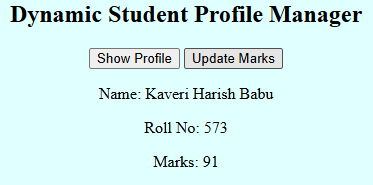 Dynamic Student Profile Manager
Show Profile Update Marks
Name: Kaveri Harish Babu
Roll No: 573
Marks: 91